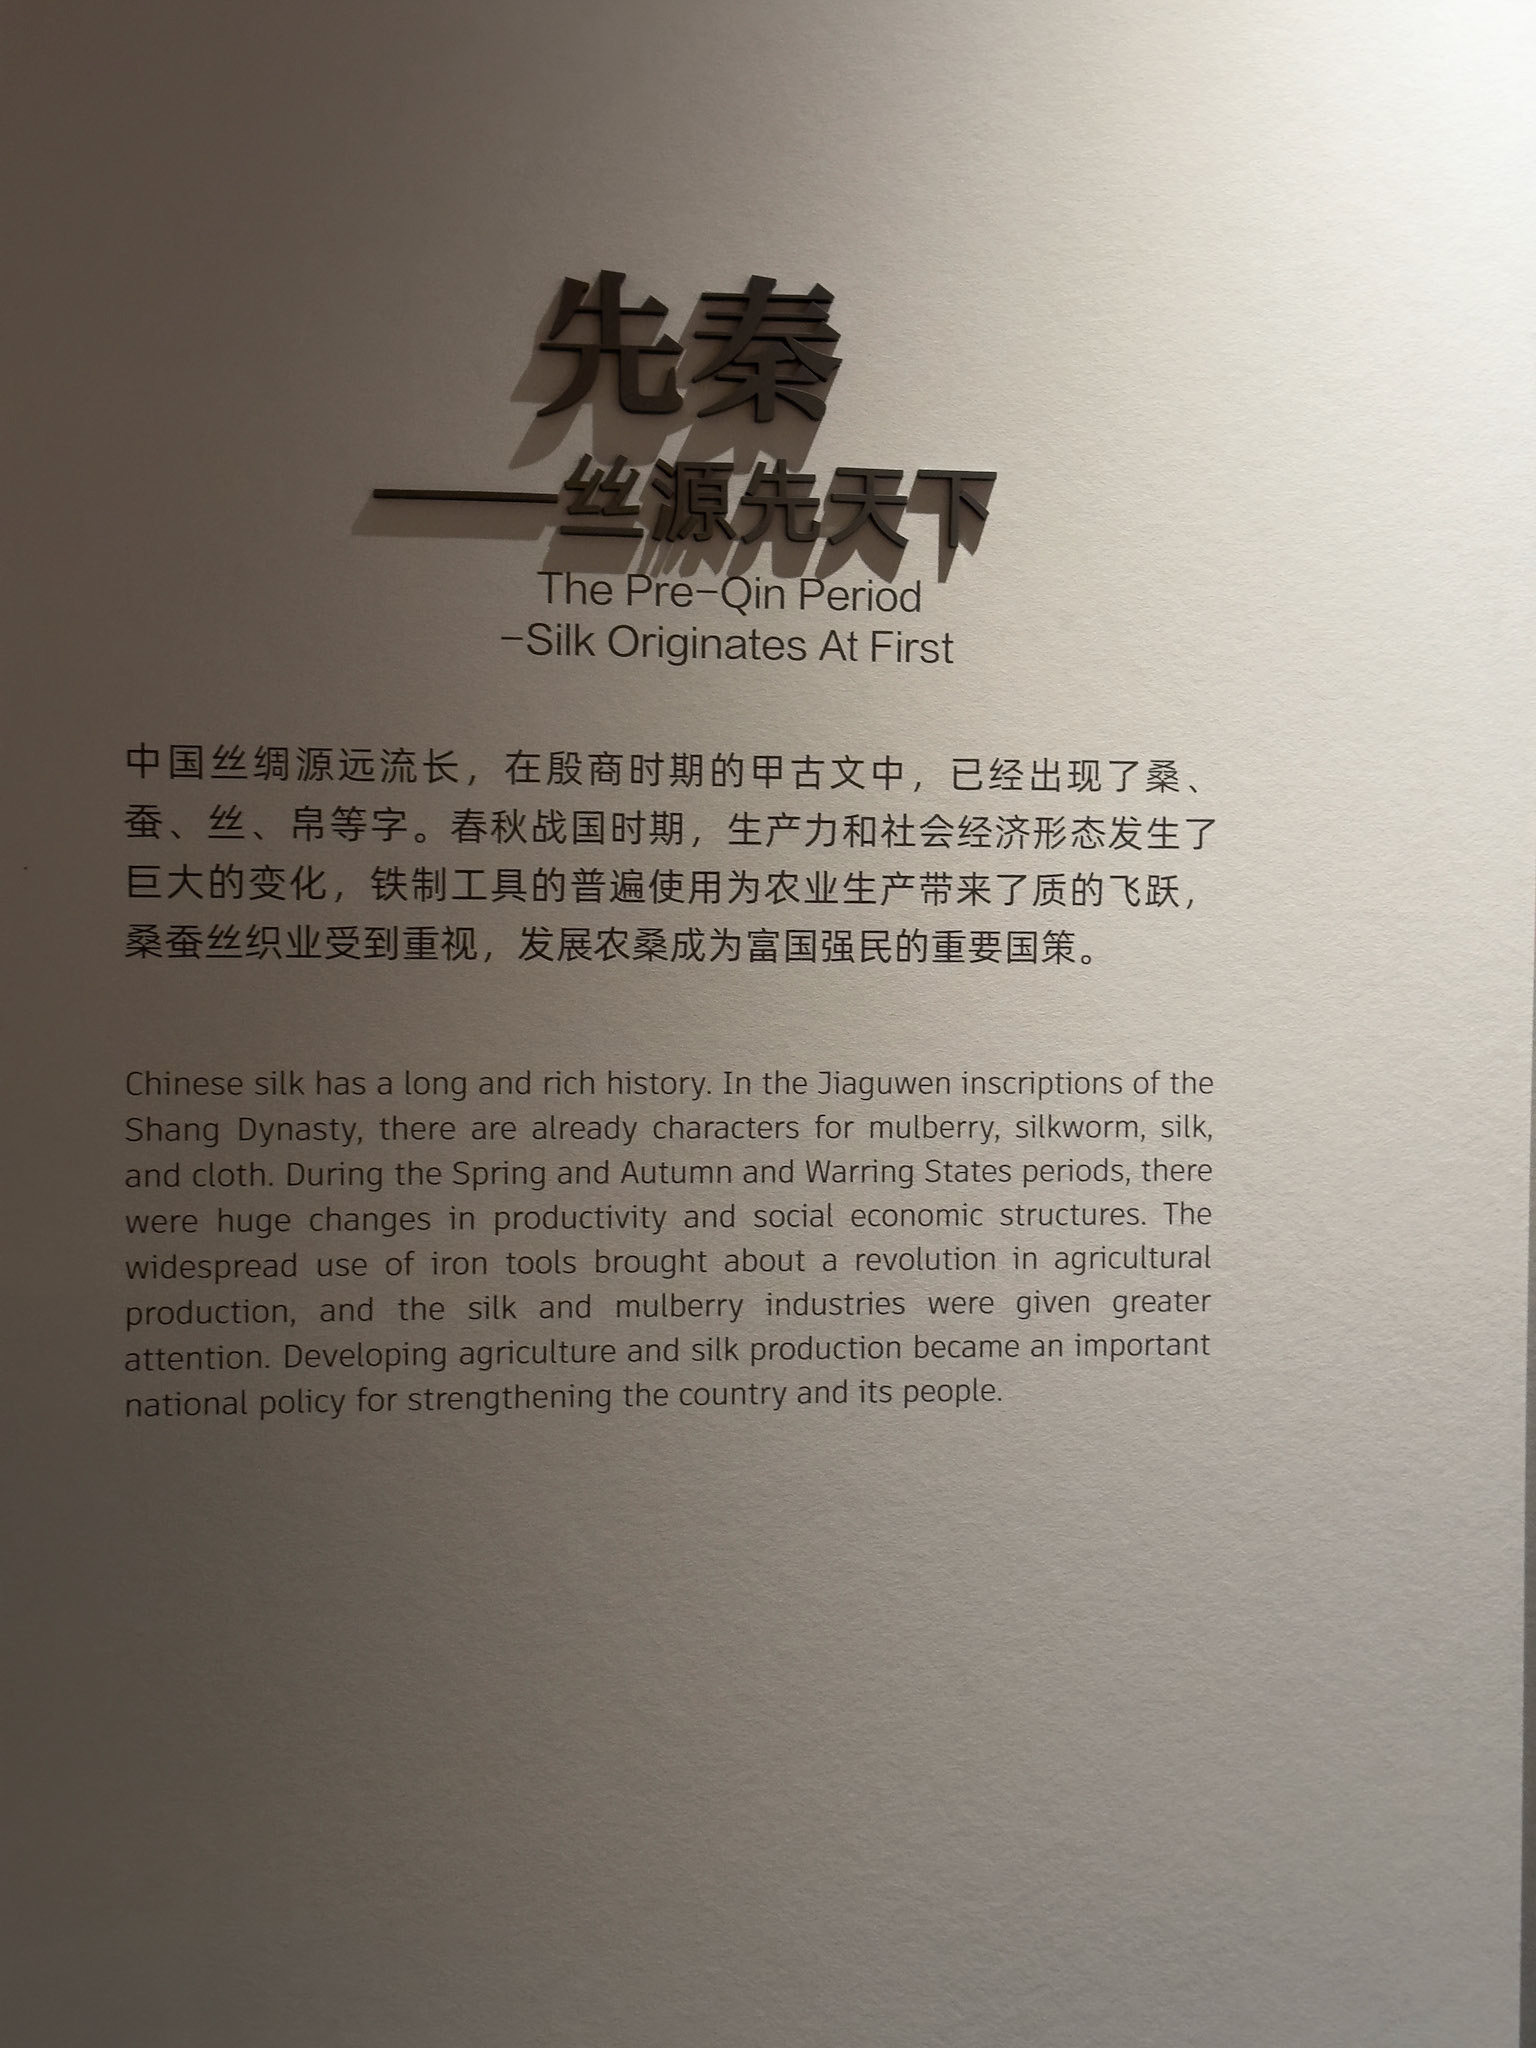 先秦
——丝源先天下
The Pre-Qin Period
-Silk Originates At First
中国丝绸源远流长，在殷商时期的甲古文中，已经出现了桑、
蚕、丝、帛等字。春秋战国时期，生产力和社会经济形态发生了
巨大的变化，铁制工具的普遍使用为农业生产带来了质的飞跃，
桑蚕丝织业受到重视，发展农桑成为富国强民的重要国策。
Chinese silk has a long and rich history. In the Jiaguwen inscriptions of the
Shang Dynasty, there are already characters for mulberry, silkworm, silk,
and cloth. During the Spring and Autumn and Warring States periods, there
were huge changes in productivity and social economic structures. The
widespread use of iron tools brought about a revolution in agricultural
production, and the silk and mulberry industries were given greater
attention. Developing agriculture and silk production became an important
national policy for strengthening the country and its people.